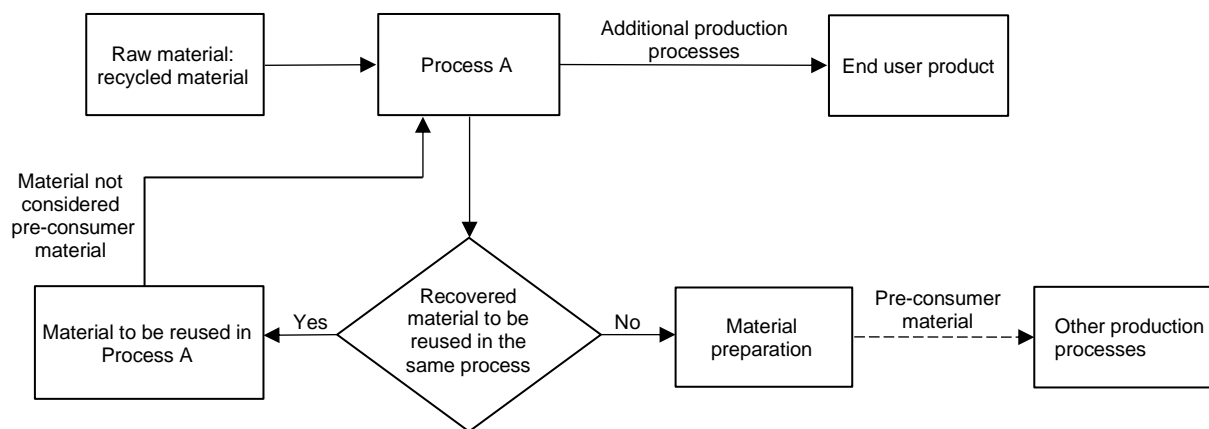 Raw material:
recycled material
Process A
Additional production
processes
End user product
Material not
considered
pre-consumer
material
Material to be reused in
Process A
Yes
Recovered
material to be
reused in the
same process
No
Material
preparation
Pre-consumer
material
Other production
processes